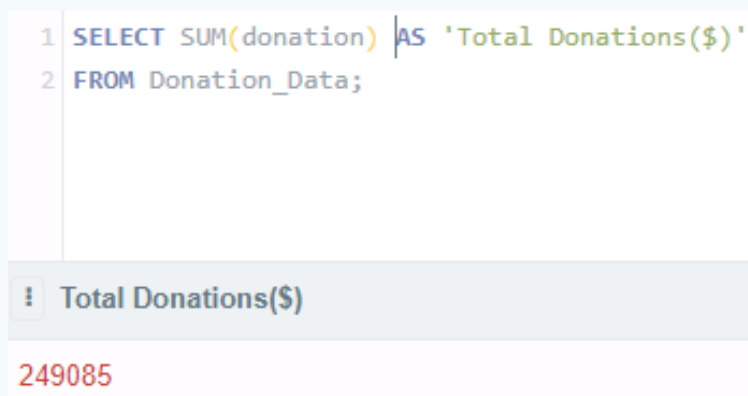 1 SELECT SUM(donation) AS 'Total Donations($)'
2 FROM Donation_Data;
Total Donations($)
249085